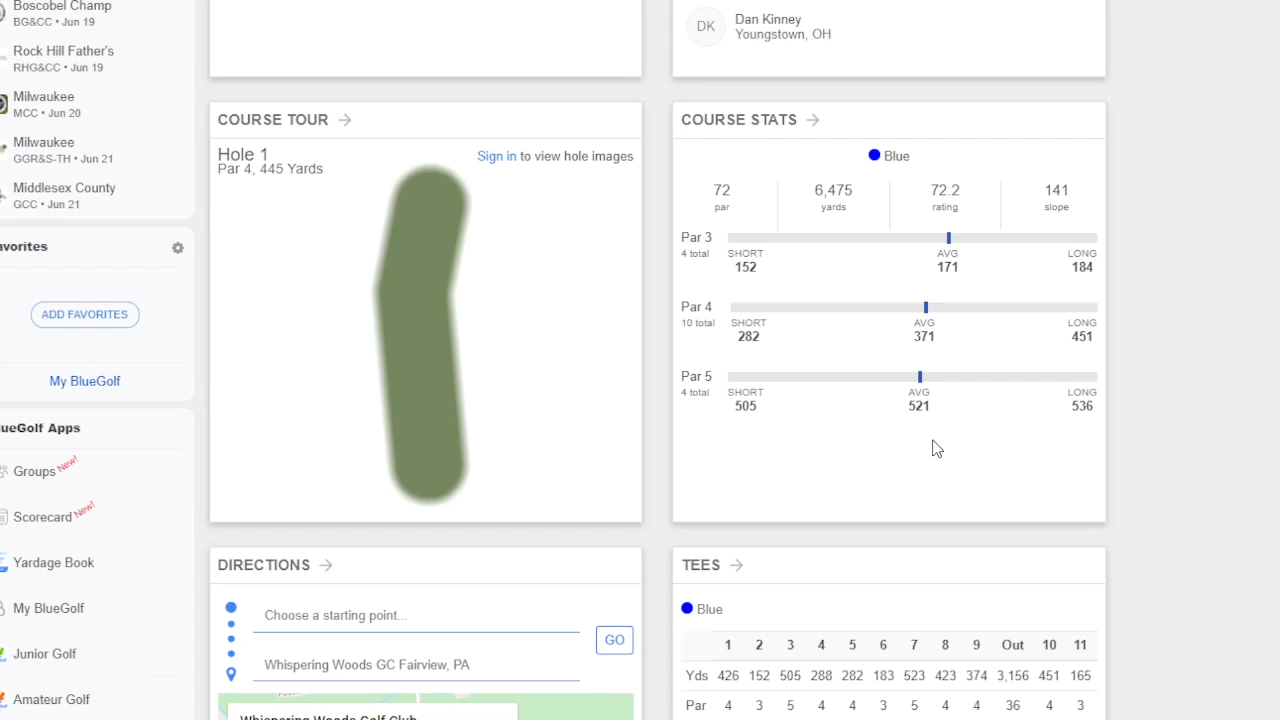 Boscobel Champ
BG&CC • Jun 19
Rock Hill Father's
RHG&CC • Jun 19
Milwaukee
MCC • Jun 20
Milwaukee
GGR&S-TH • Jun 21
Middlesex County
GCC • Jun 21
avorites
ADD FAVORITES
My BlueGolf
lueGolf Apps
Groups New!
Scorecard New!
Yardage Book
My BlueGolf
Junior Golf
Amateur Golf
DK
Dan Kinney
Youngstown, OH
COURSE TOUR
Hole 1
Par 4, 445 Yards
Sign in to view hole images
COURSE STATS
Blue
72 6,475 72.2 141
par yards rating slope
Par 3
4 total SHORT AVG LONG
152 171 184
Par 4
10 total SHORT AVG LONG
282 371 451
Par 5
4 total SHORT AVG LONG
505 521 536
DIRECTIONS
Choose a starting point...
GO
Whispering Woods GC Fairview, PA
Whispering Woods Golf Club
TEES
Blue
1 2 3 4 5 6 7 8 9 Out 10 11
Yds 426 152 505 288 282 183 523 423 374 3,156 451 165
Par 4 3 5 4 4 3 5 4 4 36 4 3